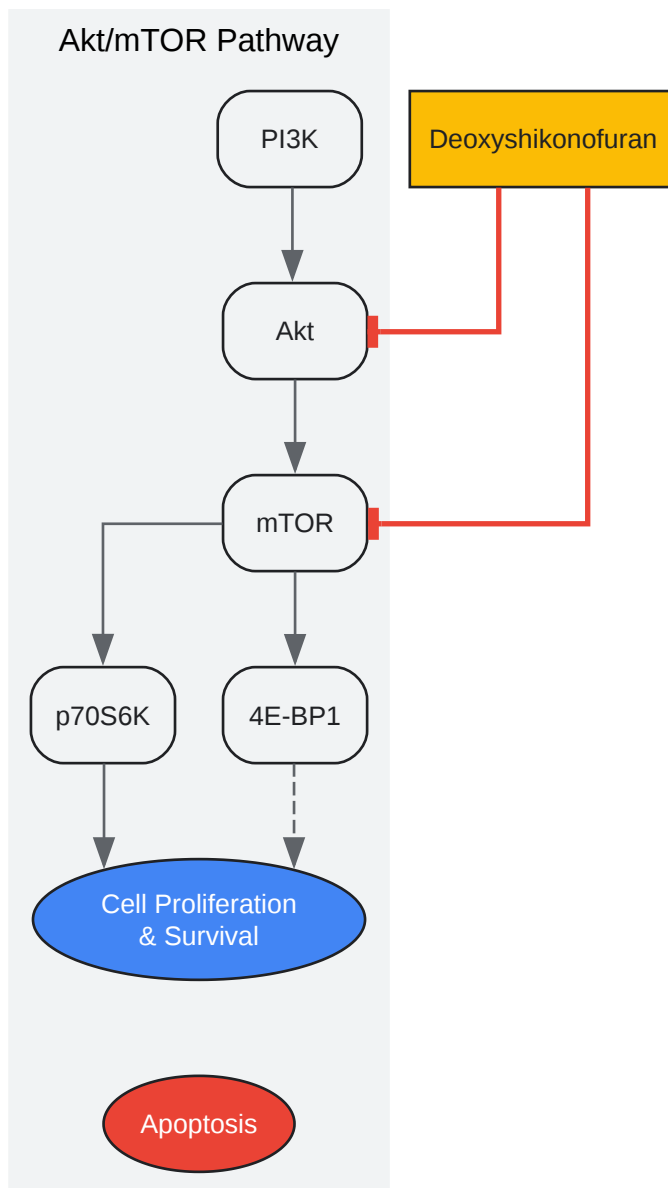 Akt/mTOR Pathway
PI3K
Deoxyshikonofuran
Akt
mTOR
p70S6K
4E-BP1
Cell Proliferation
& Survival
Apoptosis